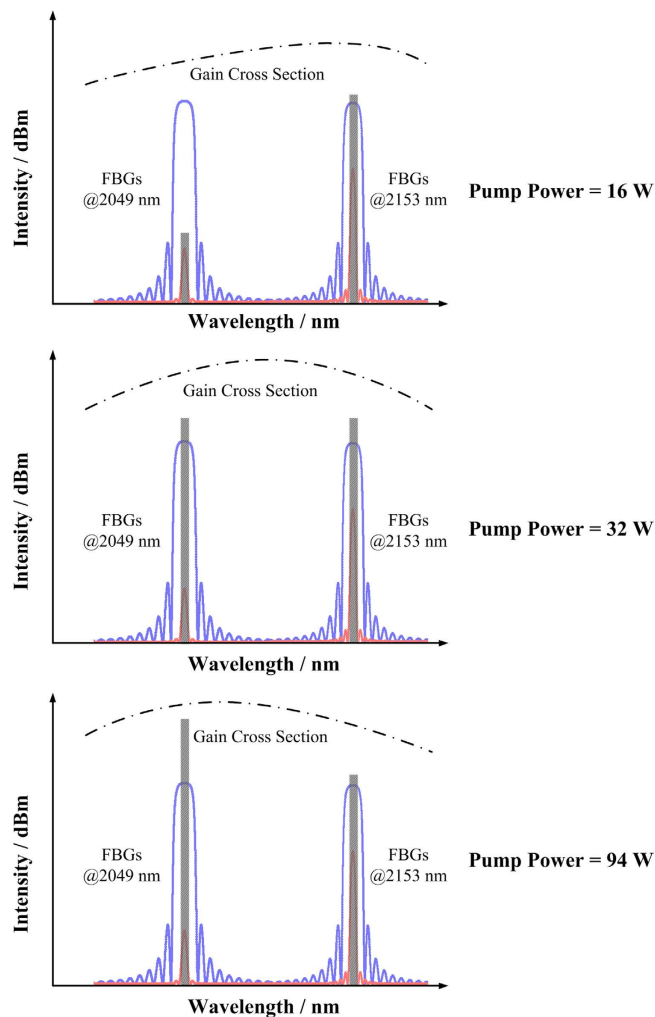 Gain Cross Section
FBGs
@2049 nm
FBGs
@2153 nm
Pump Power = 16 W
Intensity / dBm
Wavelength / nm
Gain Cross Section
FBGs
@2049 nm
FBGs
@2153 nm
Pump Power = 32 W
Intensity / dBm
Wavelength / nm
Gain Cross Section
FBGs
@2049 nm
FBGs
@2153 nm
Pump Power = 94 W
Intensity / dBm
Wavelength / nm